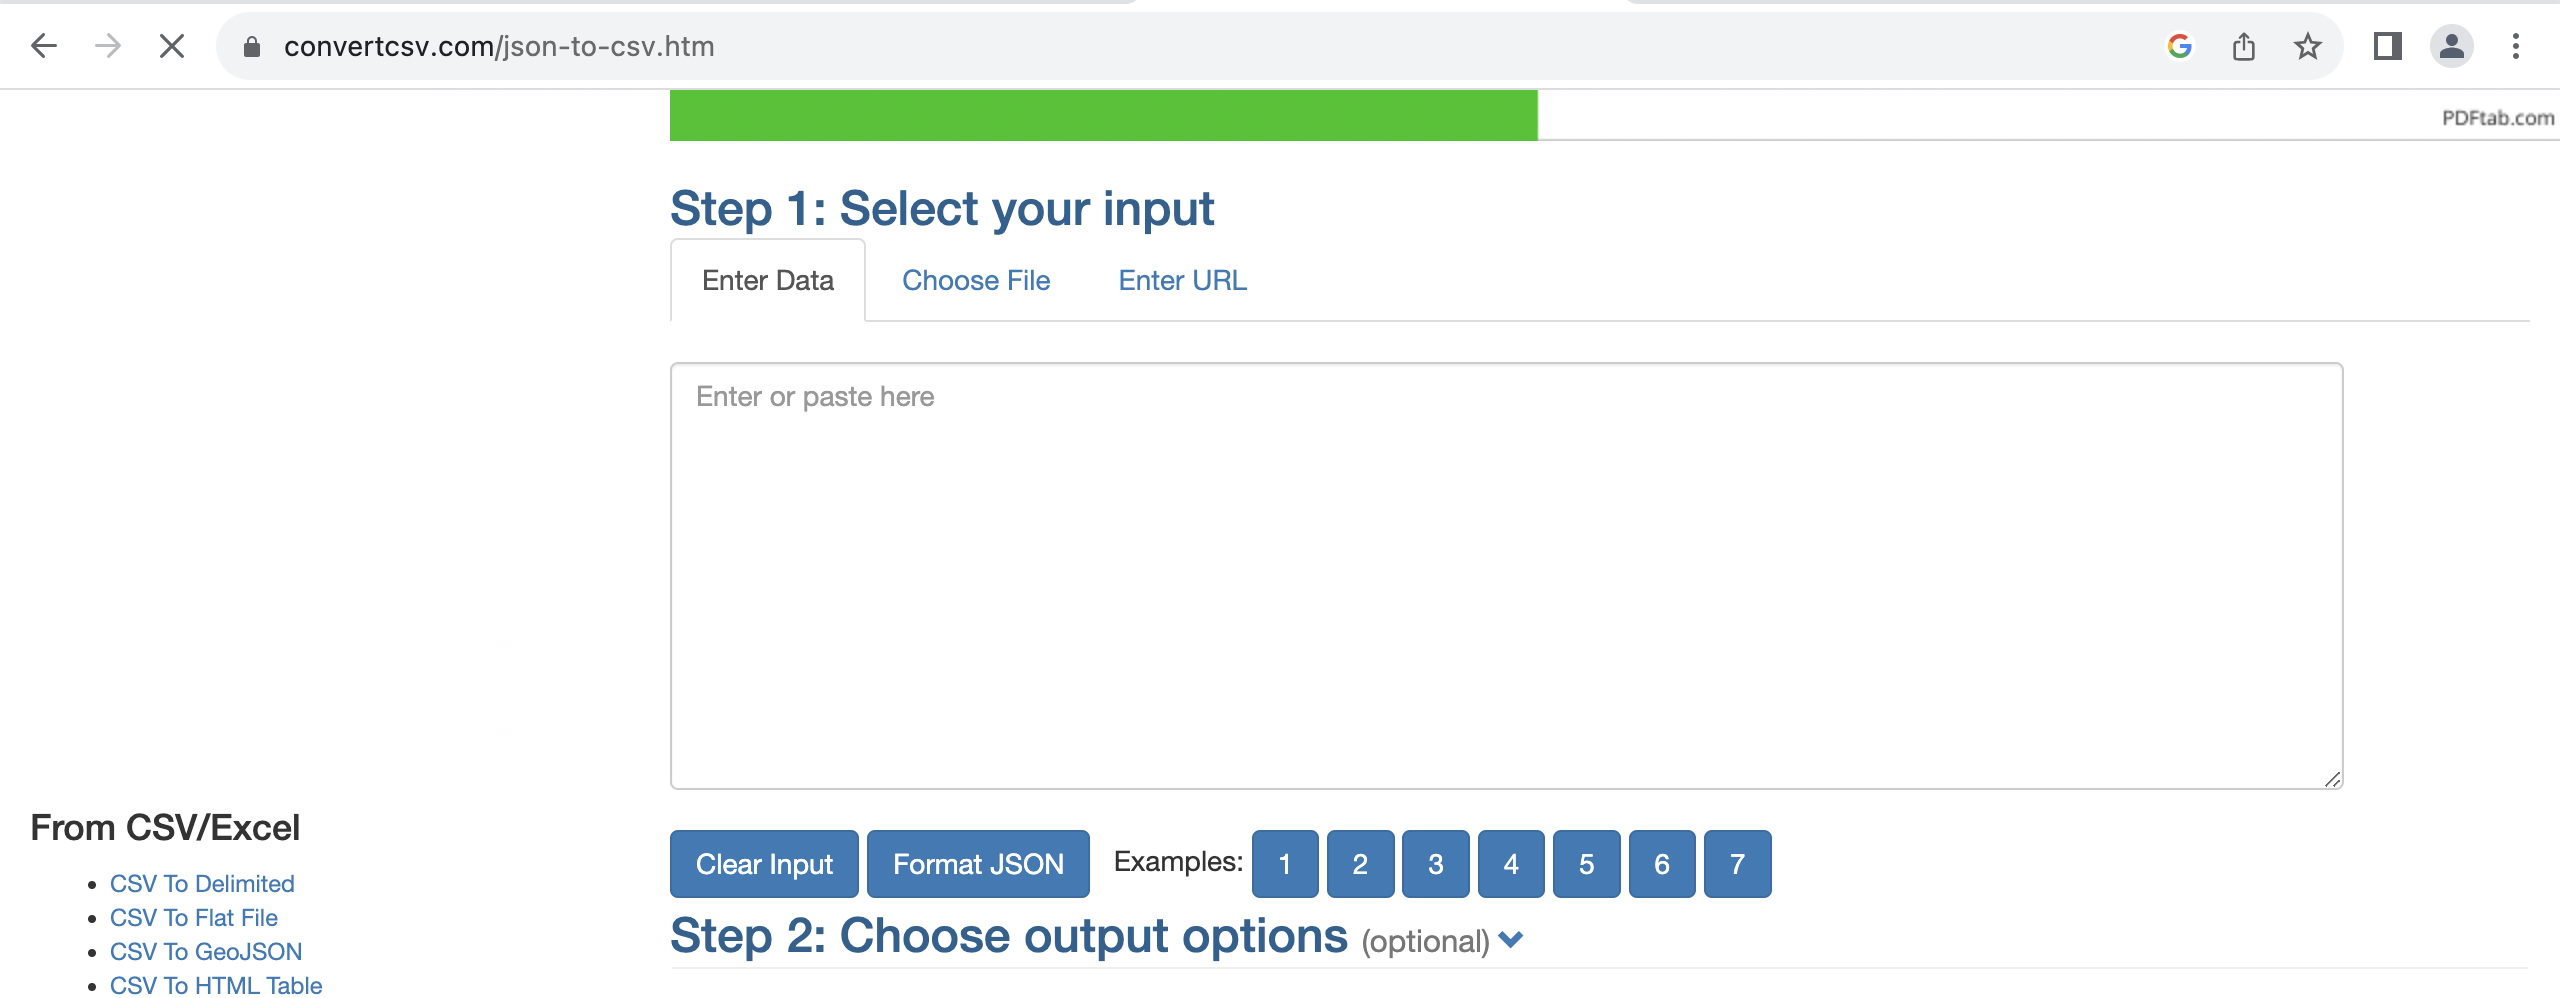 convertcsv.com/json-to-csv.htm
PDFtab.com
Step 1: Select your input
Enter Data Choose File Enter URL
Enter or paste here
Clear Input Format JSON Examples: 1 2 3 4 5 6 7
Step 2: Choose output options (optional)
From CSV/Excel
CSV To Delimited
CSV To Flat File
CSV To GeoJSON
CSV To HTML Table